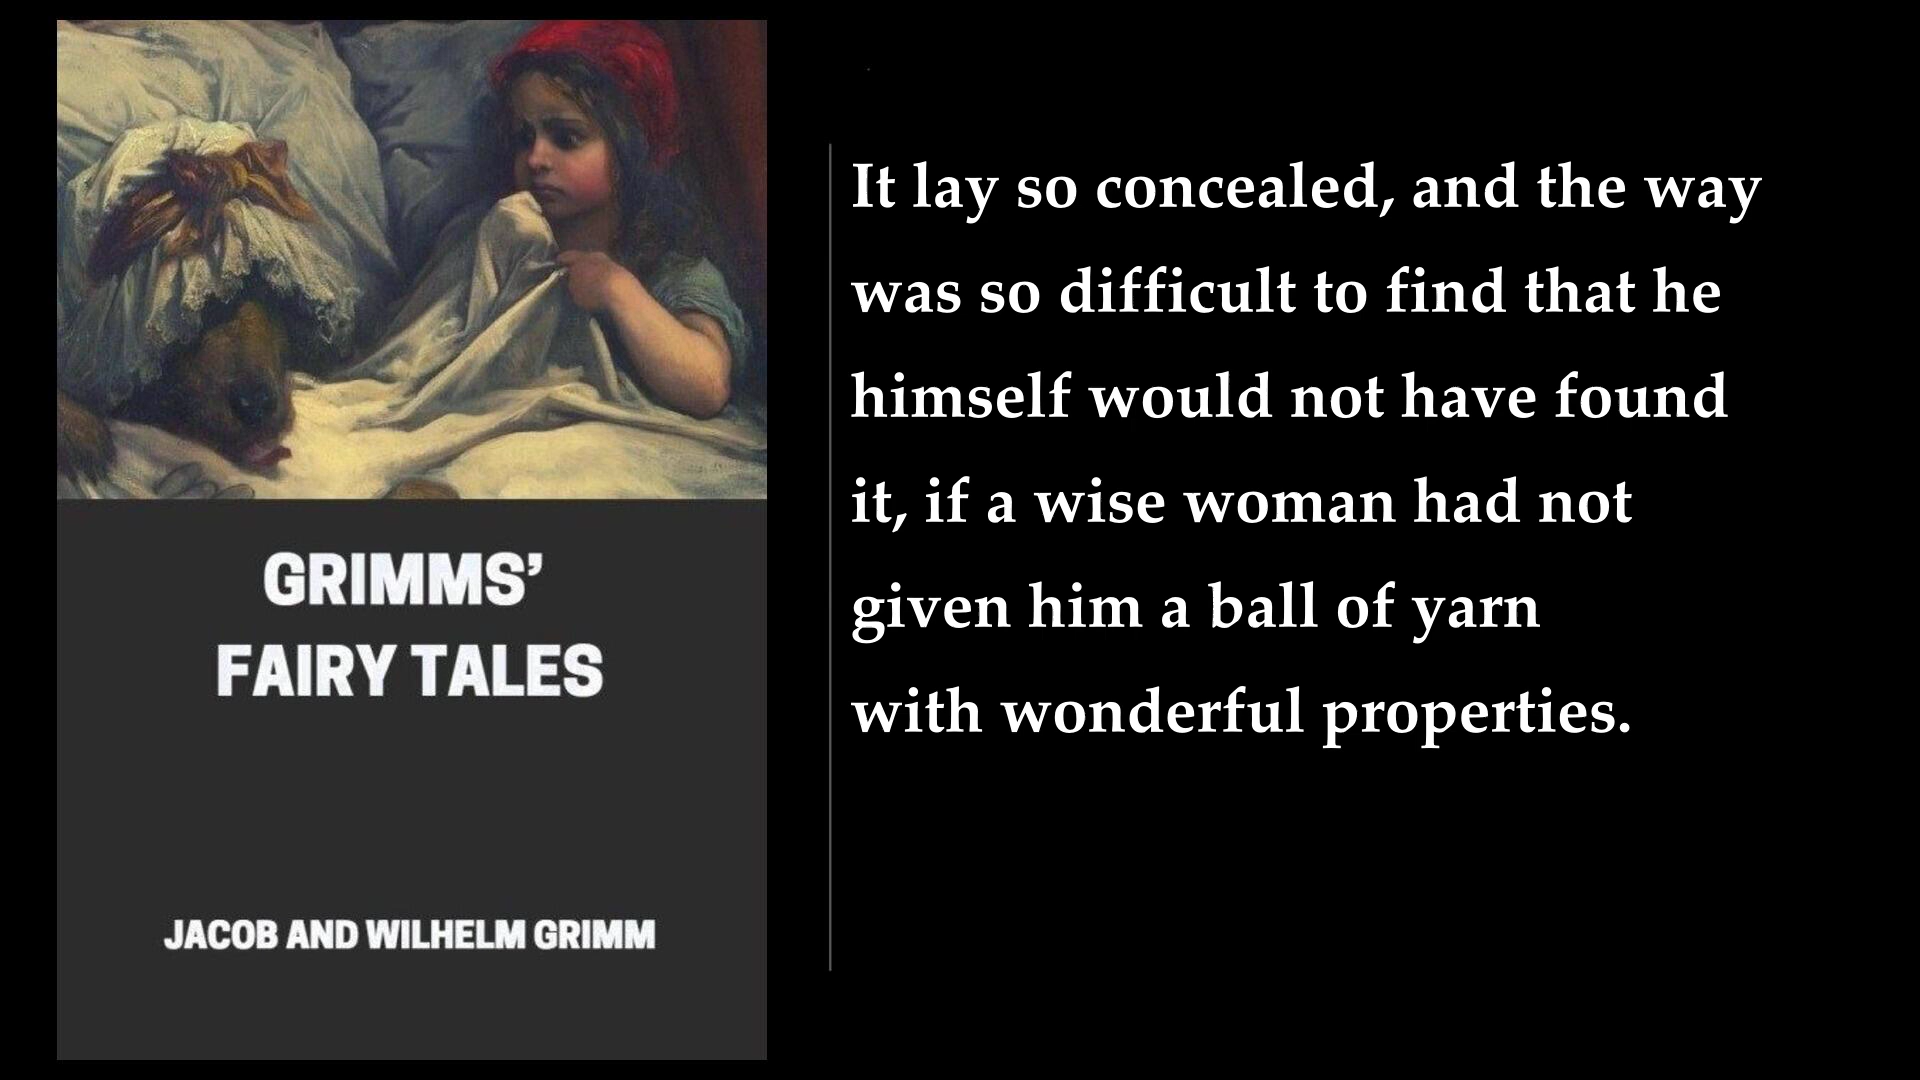 GRIMMS’
FAIRY TALES
JACOB AND WILHELM GRIMM
It lay so concealed, and the way
was so difficult to find that he
himself would not have found
it, if a wise woman had not
given him a ball of yarn
with wonderful properties.